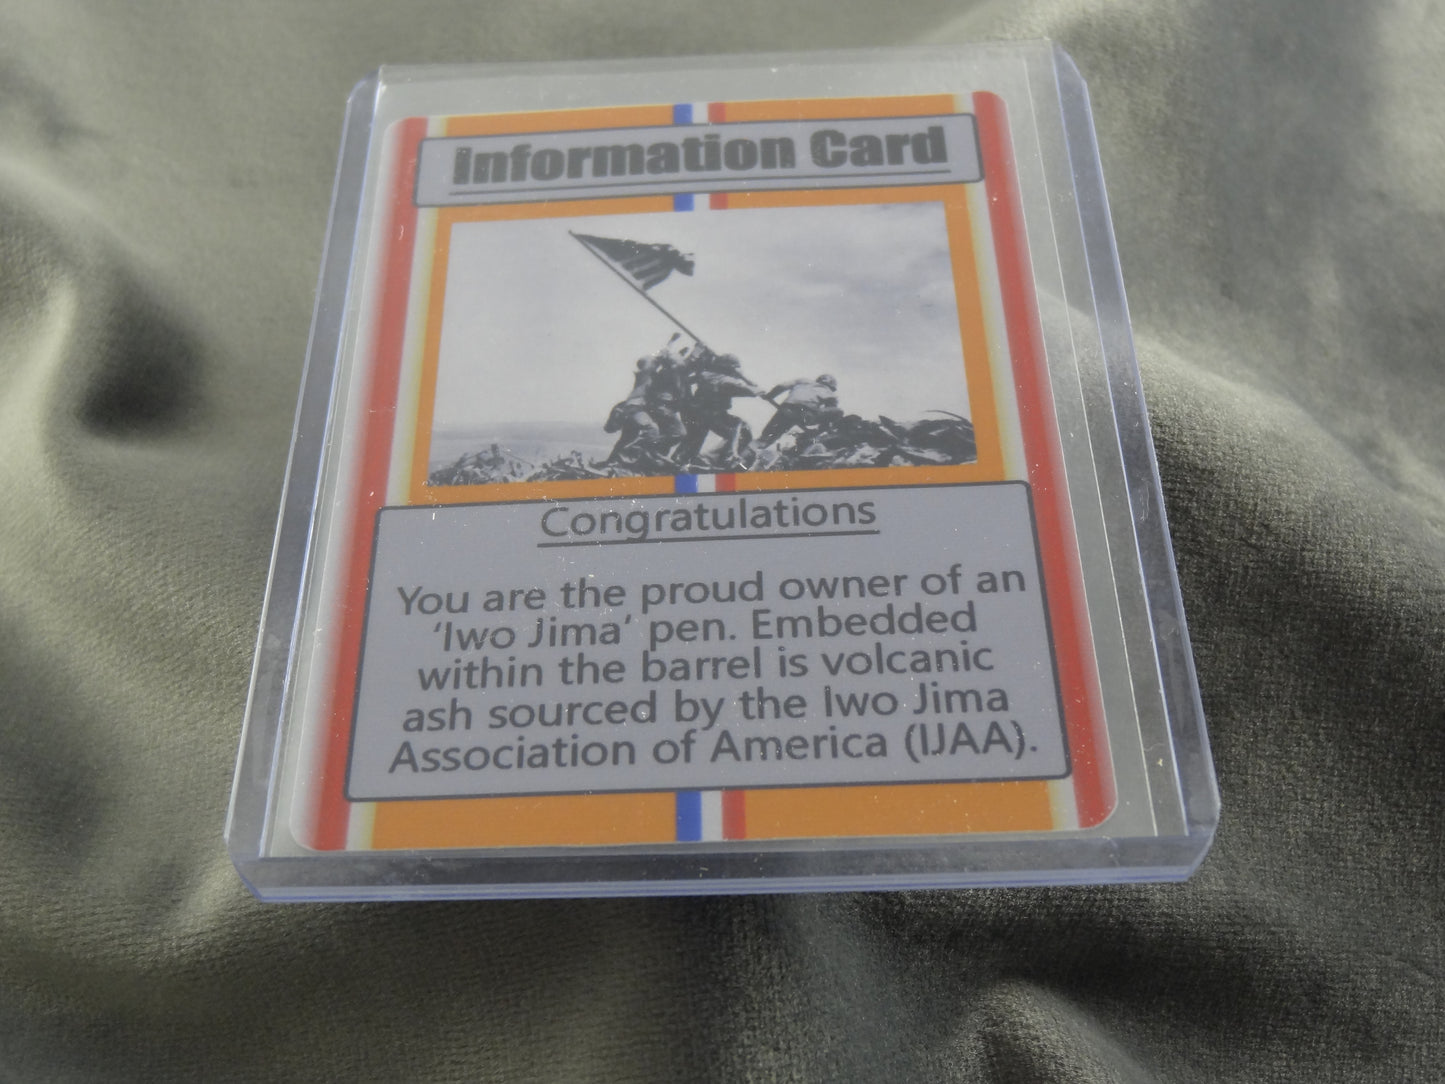 Information Card
Congratulations
You are the proud owner of an
‘Iwo Jima’ pen. Embedded
within the barrel is volcanic
ash sourced by the Iwo Jima
Association of America (IJAA).